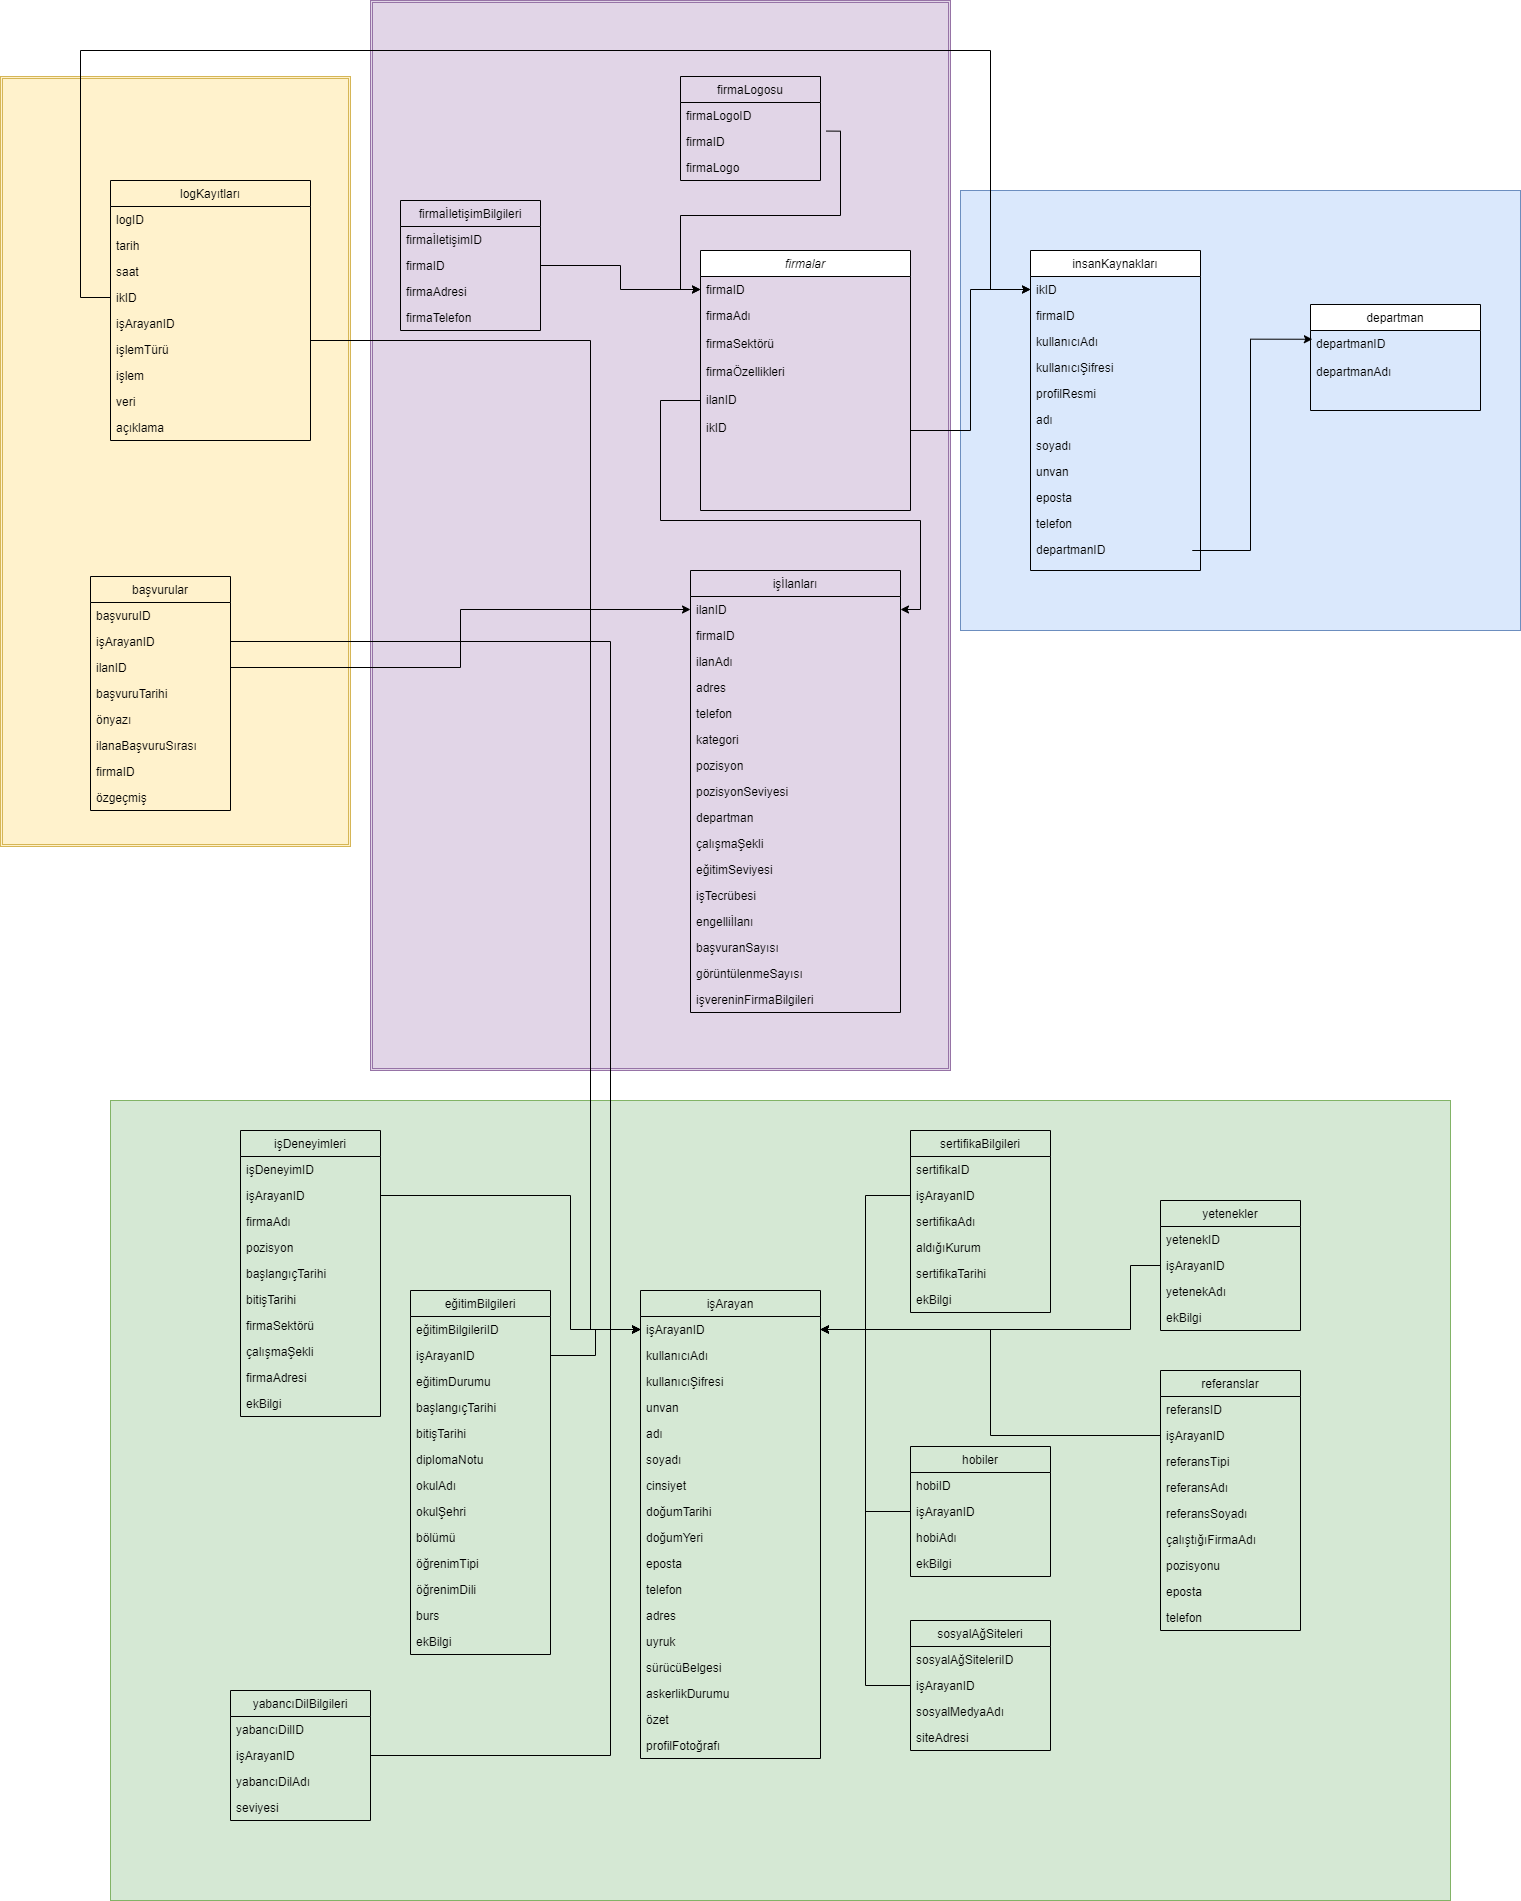 logKayıtları
logID
tarih
saat
ikID
işArayanID
işlemTürü
işlem
veri
açıklama
başvurular
başvuruID
işArayanID
ilanID
başvuruTarihi
önyazı
ilanaBaşvuruSırası
firmaID
özgeçmiş
firmaLogosu
firmaLogoID
firmaID
firmaLogo
firmaİletişimBilgileri
firmaİletişimID
firmaID
firmaAdresi
firmaTelefon
firmalar
firmaID
firmaAdı
firmaSektörü
firmaÖzellikleri
ilanID
ikID
işİlanları
ilanID
firmaID
ilanAdı
adres
telefon
kategori
pozisyon
pozisyonSeviyesi
departman
çalışmaŞekli
eğitimSeviyesi
işTecrübesi
engelliİlanı
başvuranSayısı
görüntülenmeSayısı
işvereninFirmaBilgileri
insanKaynakları
ikID
firmaID
kullanıcıAdı
kullanıcıŞifresi
profilResmi
adı
soyadı
unvan
eposta
telefon
departmanID
departman
departmanID
departmanAdı
işDeneyimleri
işDeneyimID
işArayanID
firmaAdı
pozisyon
başlangıçTarihi
bitişTarihi
firmaSektörü
çalışmaŞekli
firmaAdresi
ekBilgi
eğitimBilgileri
eğitimBilgileriID
işArayanID
eğitimDurumu
başlangıçTarihi
bitişTarihi
diplomaNotu
okulAdı
okulŞehri
bölümü
öğrenimTipi
öğrenimDili
burs
ekBilgi
yabancıDilBilgileri
yabancıDilID
işArayanID
yabancıDilAdı
seviyesi
işArayan
işArayanID
kullanıcıAdı
kullanıcıŞifresi
unvan
adı
soyadı
cinsiyet
doğumTarihi
doğumYeri
eposta
telefon
adres
uyruk
sürücüBelgesi
askerlikDurumu
özet
profilFotoğrafı
sertifikaBilgileri
sertifikaID
işArayanID
sertifikaAdı
aldığıKurum
sertifikaTarihi
ekBilgi
hobiler
hobiID
işArayanID
hobiAdı
ekBilgi
sosyalAğSiteleri
sosyalAğSiteleriID
işArayanID
sosyalMedyaAdı
siteAdresi
yetenekler
yetenekID
işArayanID
yetenekAdı
ekBilgi
referanslar
referansID
işArayanID
referansTipi
referansAdı
referansSoyadı
çalıştığıFirmaAdı
pozisyonu
eposta
telefon